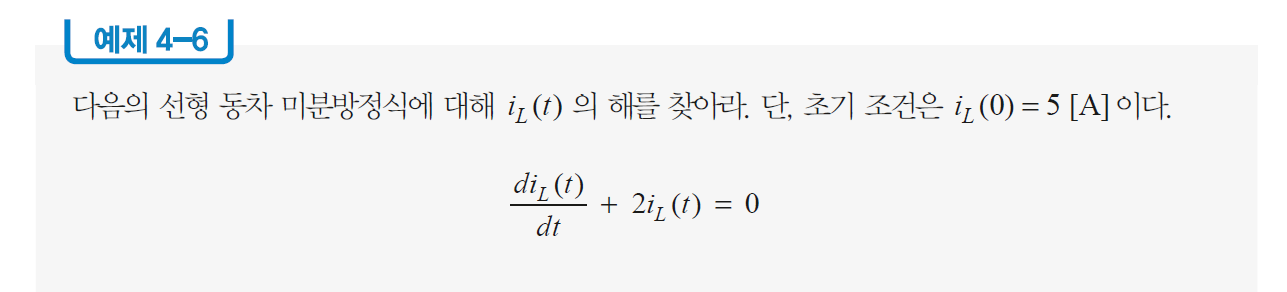 예제 4-6
다음의 선형 동차 미분방정식에 대해 i_L(t) 의 해를 찾아라. 단, 초기 조건은 i_L(0) = 5 [A] 이다.
di_L(t)/dt + 2i_L(t) = 0